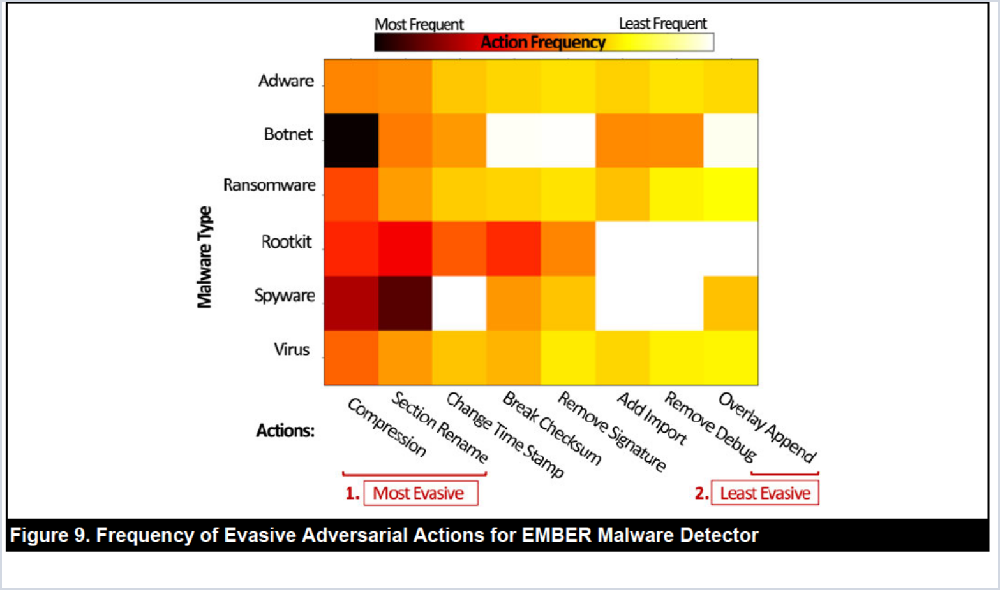 Most Frequent
Least Frequent
Action Frequency
Adware
Botnet
Ransomware
Rootkit
Spyware
Virus
Malware Type
Actions:
Compression
Section Rename
Change Time Stamp
Break Checksum
Remove Signature
Add Import
Remove Debug
Overlay Append
1. Most Evasive
2. Least Evasive
Figure 9. Frequency of Evasive Adversarial Actions for EMBER Malware Detector